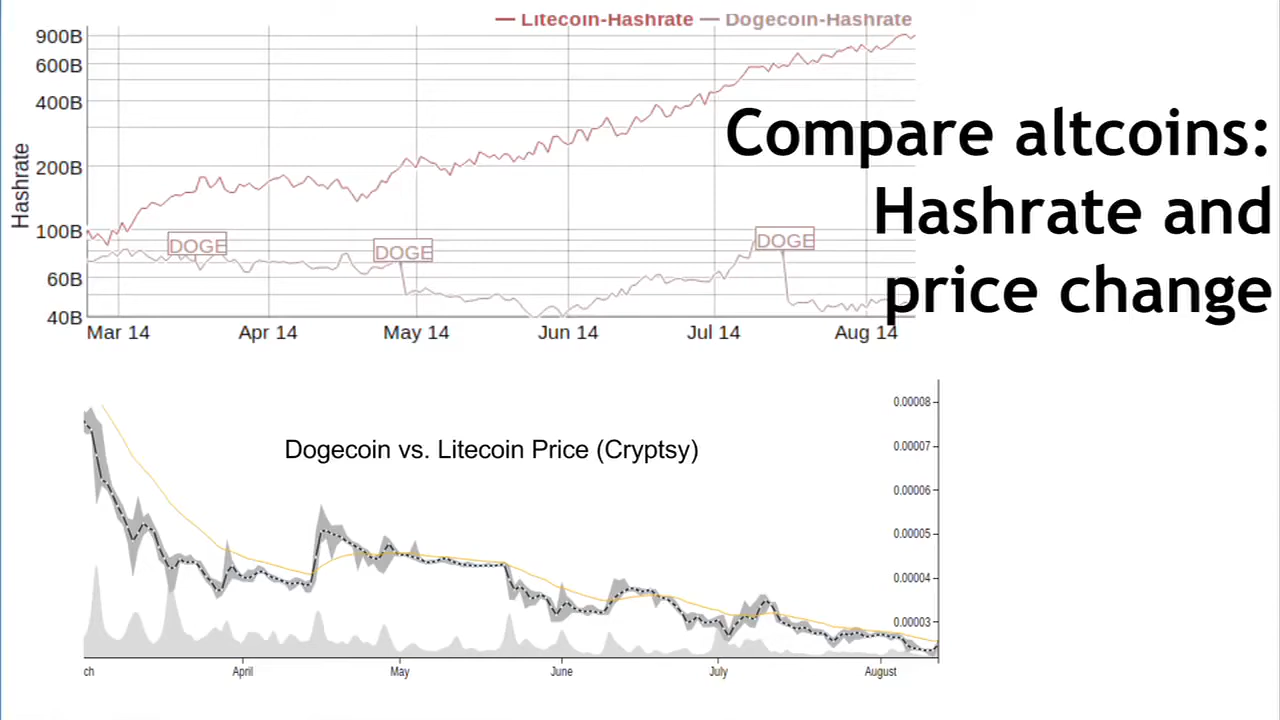 Litecoin-Hashrate Dogecoin-Hashrate
900B
600B
400B
200B
100B
60B
40B
Hashrate
DOGE
DOGE
DOGE
Mar 14 Apr 14 May 14 Jun 14 Jul 14 Aug 14
Compare altcoins:
Hashrate and
price change
Dogecoin vs. Litecoin Price (Cryptsy)
0.00008
0.00007
0.00006
0.00005
0.00004
0.00003
ch April May June July August